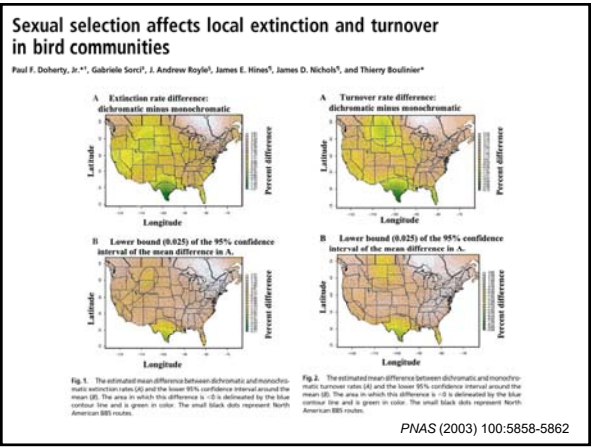 Sexual selection affects local extinction and turnover
in bird communities
Paul F. Doherty, Jr.*†, Gabriele Sorci, J. Andrew Royle, James E. Hines, James D. Nichols, and Thierry Boulinier*
A Extinction rate difference:
dichromatic minus monochromatic
Latitude
Percent difference
Longitude
B Lower bound (0.025) of the 95% confidence
interval of the mean difference in A.
Latitude
Percent difference
Longitude
Fig. 1. The estimated mean difference between dichromatic and monochro-
matic extinction rates (A) and the lower 95% confidence interval around the
mean (B). The area in which this difference is <0 is delineated by the blue
contour line and is green in color. The small black dots represent North
American BBS routes.
A Turnover rate difference:
dichromatic minus monochromatic
Latitude
Percent difference
Longitude
B Lower bound (0.025) of the 95% confidence
interval of the mean difference in A.
Latitude
Percent difference
Longitude
Fig. 2. The estimated mean difference between dichromatic and monochro-
matic turnover rates (A) and the lower 95% confidence interval around the
mean (B). The area in which this difference is <0 is delineated by the blue
contour line and is green in color. The small black dots represent North
American BBS routes.
PNAS (2003) 100:5858-5862